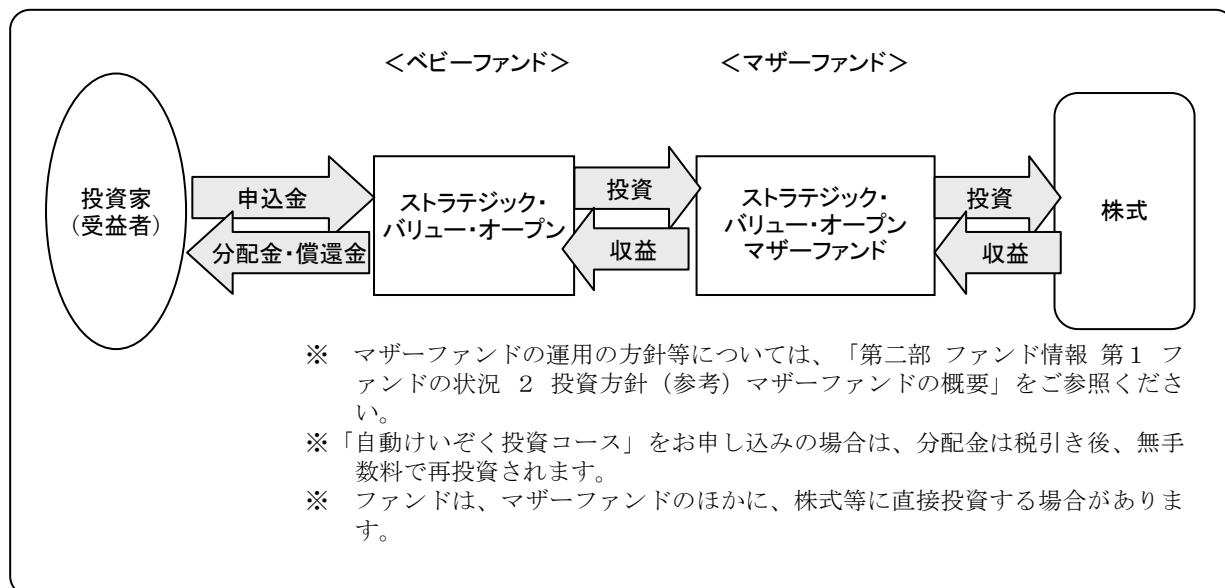 <ベビーファンド>
<マザーファンド>
投資家
(受益者)
申込金
分配金・償還金
ストラテジック・
バリュー・オープン
投資
収益
ストラテジック・
バリュー・オープン
マザーファンド
投資
収益
株式
※ マザーファンドの運用の方針等については、「第二部 ファンド情報 第1 フ
ァンドの状況 2 投資方針(参考)マザーファンドの概要」をご参照くださ
い。
※「自動けいぞく投資コース」をお申し込みの場合は、分配金は税引き後、無手
数料で再投資されます。
※ ファンドは、マザーファンドのほかに、株式等に直接投資する場合がありま
す。